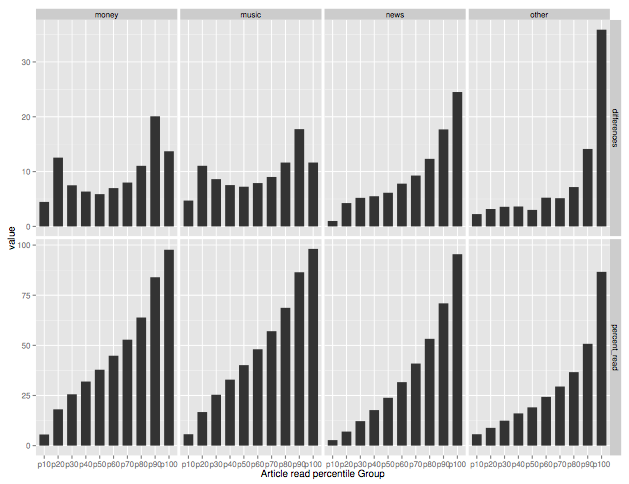 money music news other
30
20
10
0
differences
value
100
75
50
25
0
percent_read
p10p20p30p40p50p60p70p80p90p100 p10p20p30p40p50p60p70p80p90p100 p10p20p30p40p50p60p70p80p90p100 p10p20p30p40p50p60p70p80p90p100
Article read percentile Group